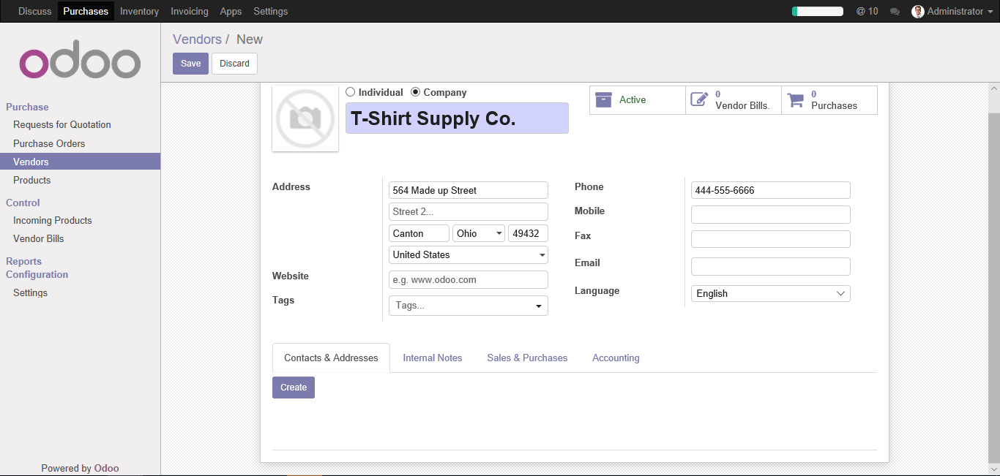 Discuss Purchases Inventory Invoicing Apps Settings @ 10 Administrator
odoo
Purchase
Requests for Quotation
Purchase Orders
Vendors
Products
Control
Incoming Products
Vendor Bills
Reports
Configuration
Settings
Powered by Odoo
Vendors / New
Save Discard
Individual Company
T-Shirt Supply Co.
Active
0
Vendor Bills.
0
Purchases
Address
564 Made up Street
Street 2...
Canton Ohio 49432
United States
Website
e.g. www.odoo.com
Tags
Tags...
Phone
444-555-6666
Mobile
Fax
Email
Language
English
Contacts & Addresses Internal Notes Sales & Purchases Accounting
Create